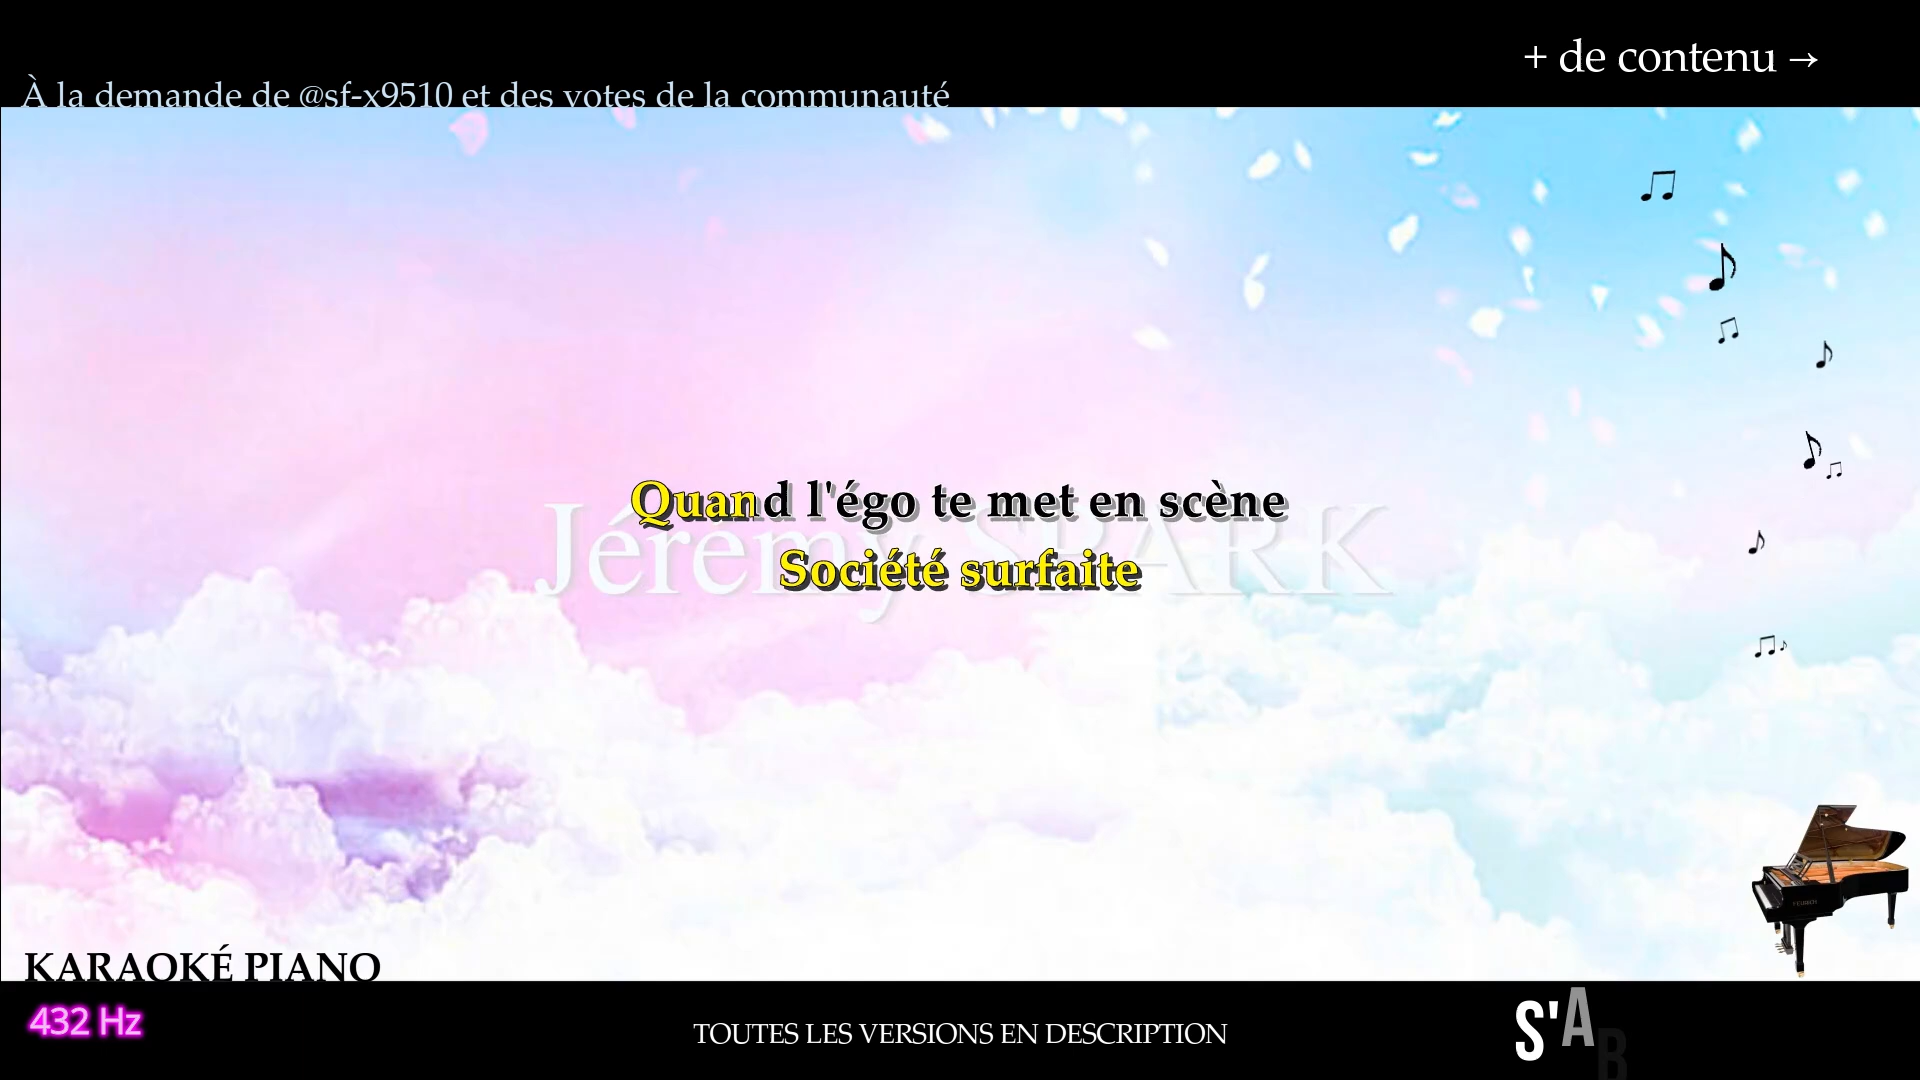 + de contenu →
À la demande de @sf-x9510 et des votes de la communauté
Quand l'égo te met en scène
Jérémy SPARK
Société surfaite
KARAOKÉ PIANO
432 Hz
TOUTES LES VERSIONS EN DESCRIPTION
S'AB